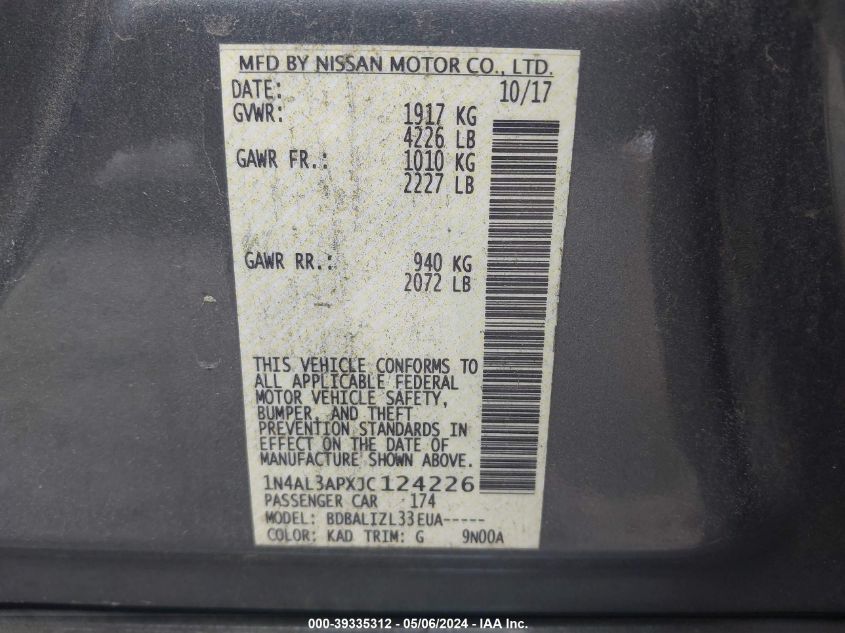 MFD BY NISSAN MOTOR CO., LTD.
DATE: 10/17
GVWR: 1917 KG
4226 LB
GAWR FR.: 1010 KG
2227 LB
GAWR RR.: 940 KG
2072 LB
THIS VEHICLE CONFORMS TO
ALL APPLICABLE FEDERAL
MOTOR VEHICLE SAFETY,
BUMPER, AND THEFT
PREVENTION STANDARDS IN
EFFECT ON THE DATE OF
MANUFACTURE SHOWN ABOVE.
1N4AL3APXJC124226
PASSENGER CAR 174
MODEL: BDBALIZL33EUA-----
COLOR: KAD TRIM: G 9N00A
000-39335312 - 05/06/2024 - IAA Inc.